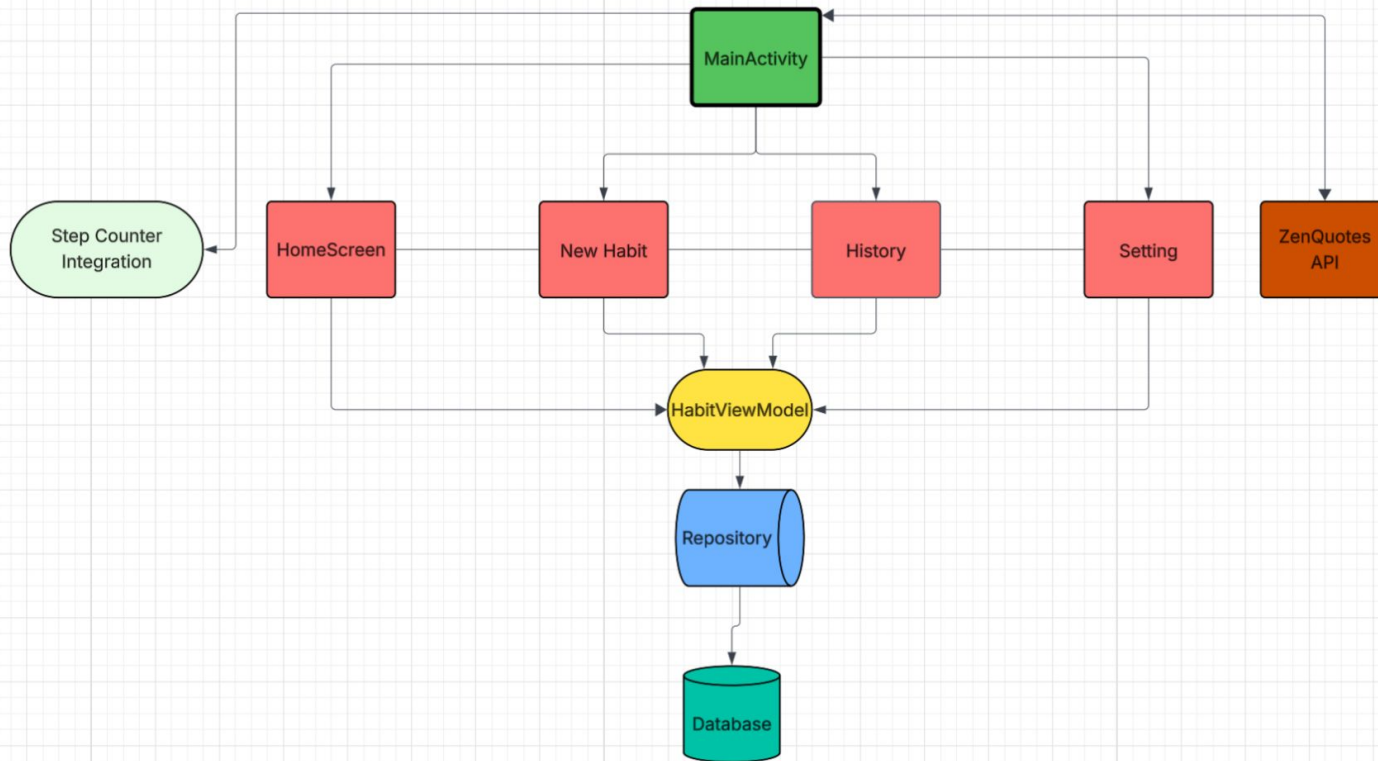 MainActivity
Step Counter
Integration
HomeScreen
New Habit
History
Setting
ZenQuotes
API
HabitViewModel
Repository
Database